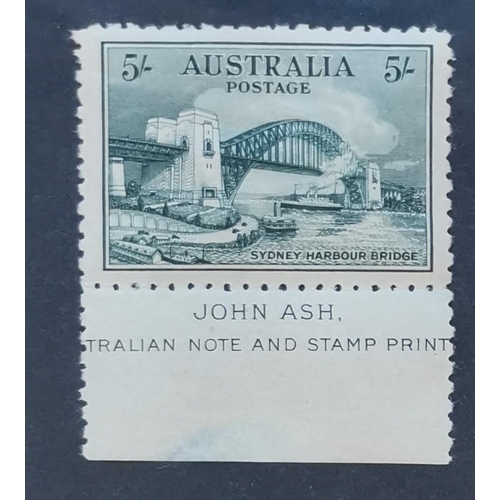 5/- AUSTRALIA 5/-
POSTAGE
SYDNEY HARBOUR BRIDGE
JOHN ASH,
TRALIAN NOTE AND STAMP PRINT